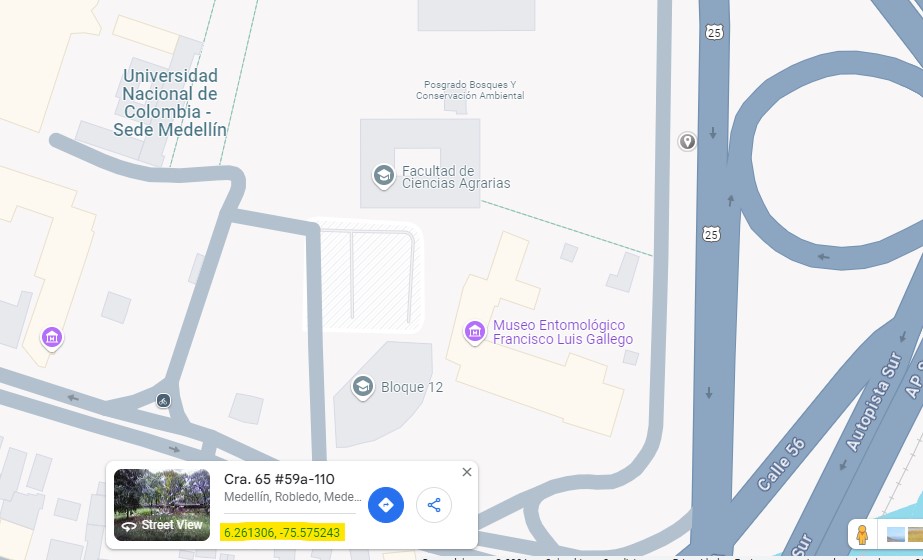 25
Universidad
Nacional de
Colombia -
Sede Medellín
Posgrado Bosques Y
Conservación Ambiental
Facultad de
Ciencias Agrarias
25
Museo Entomológico
Francisco Luis Gallego
Bloque 12
Autopista Sur
AP S
Calle 56
Sur
Cra. 65 #59a-110
Medellín, Robledo, Mede...
Street View
6.261306, -75.575243